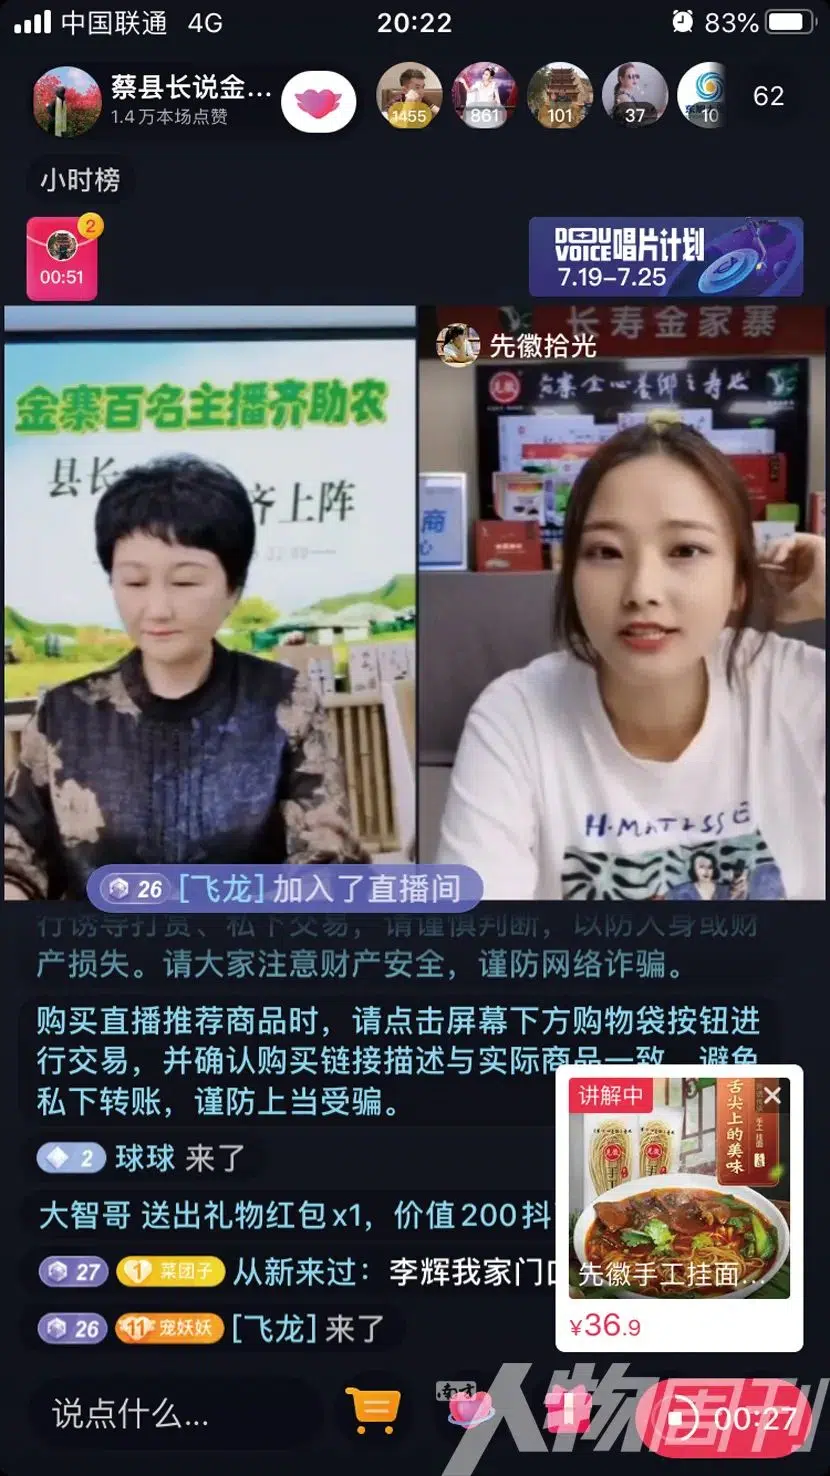 中国联通 4G 20:22 83%
蔡县长说金...
1.4万本场点赞
1455 861 101 37 10 62
小时榜
2
00:51
DOU
VOICE唱片计划
7.19–7.25
长寿金家寨
先徽拾光
金寨百名主播齐助农
县长
齐上阵
商
心
H.MATISSE
26 [飞龙]加入了直播间
行诱导打赏、私下交易，请谨慎判断，以防人身或财
产损失。请大家注意财产安全，谨防网络诈骗。
购买直播推荐商品时，请点击屏幕下方购物袋按钮进
行交易，并确认购买链接描述与实际商品一致，避免
私下转账，谨防上当受骗。
2 球球 来了
大智哥 送出礼物红包x1，价值200抖
27 1 菜团子 从新来过：李辉我家门口
26 11 宠妖妖 [飞龙]来了
讲解中
舌尖上的美味
手工挂面
先徽手工挂面...
¥36.9
说点什么...
南方
人物周刊
00:27